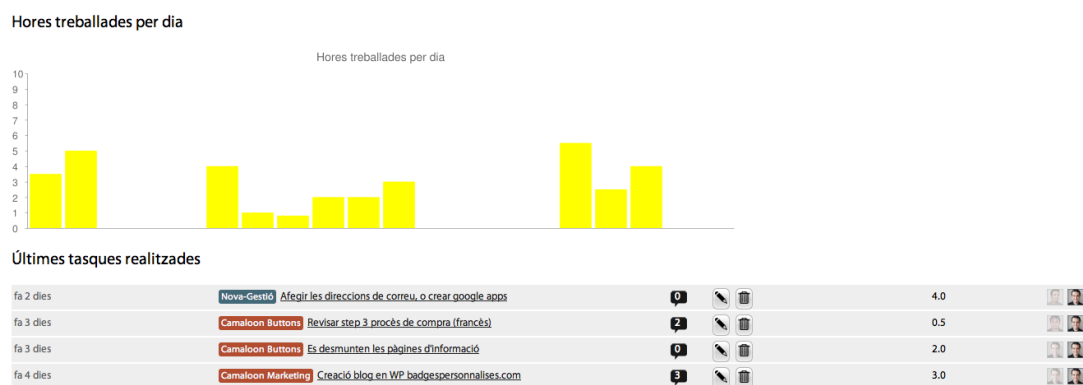 Hores treballades per dia
Hores treballades per dia
10
9
8
7
6
5
4
3
2
1
0
Últimes tasques realitzades
fa 2 dies Nova-Gestió Afegir les direccions de correu, o crear google apps 0 4.0
fa 3 dies Camaloon Buttons Revisar step 3 procès de compra (francès) 2 0.5
fa 3 dies Camaloon Buttons Es desmunten les pàgines d'informació 0 2.0
fa 4 dies Camaloon Marketing Creació blog en WP badgespersonnalises.com 3 3.0